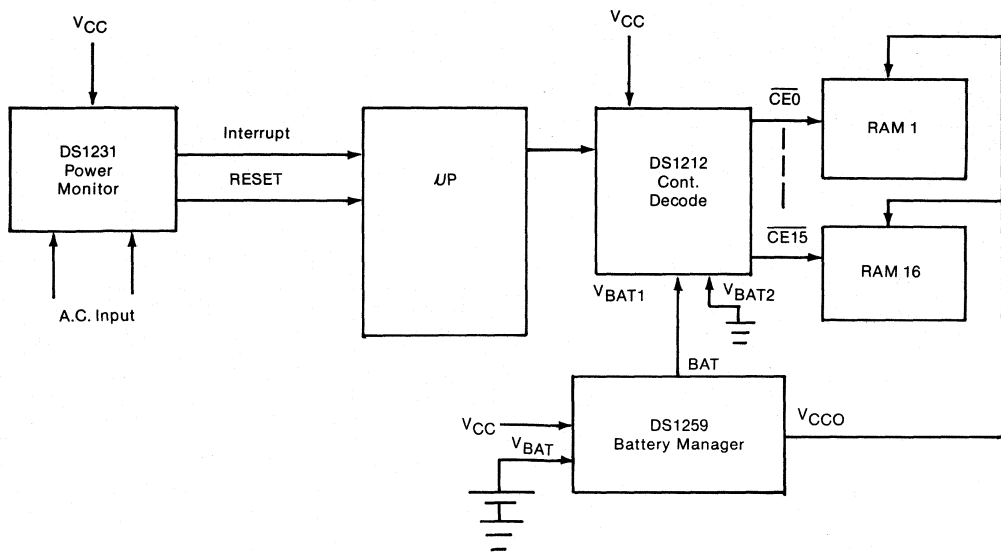 VCC
DS1231
Power
Monitor
A.C. Input
Interrupt
RESET
μP
VCC
DS1212
Cont.
Decode
CE0
CE15
RAM 1
RAM 16
VBAT1
VBAT2
BAT
VCC
VBAT
DS1259
Battery Manager
VCCO